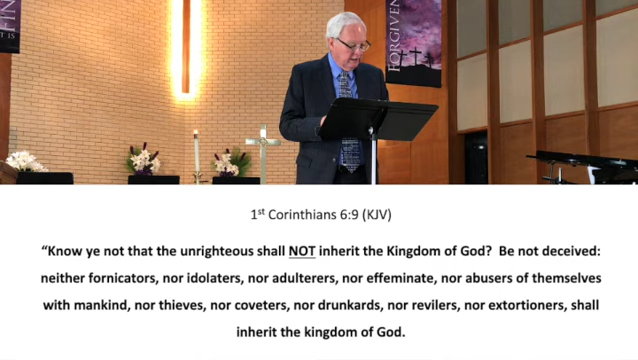 FIN
T IS
FORGIVEN
1st Corinthians 6:9 (KJV)
“Know ye not that the unrighteous shall NOT inherit the Kingdom of God?  Be not deceived:
neither fornicators, nor idolaters, nor adulterers, nor effeminate, nor abusers of themselves
with mankind, nor thieves, nor coveters, nor drunkards, nor revilers, nor extortioners, shall
inherit the kingdom of God.